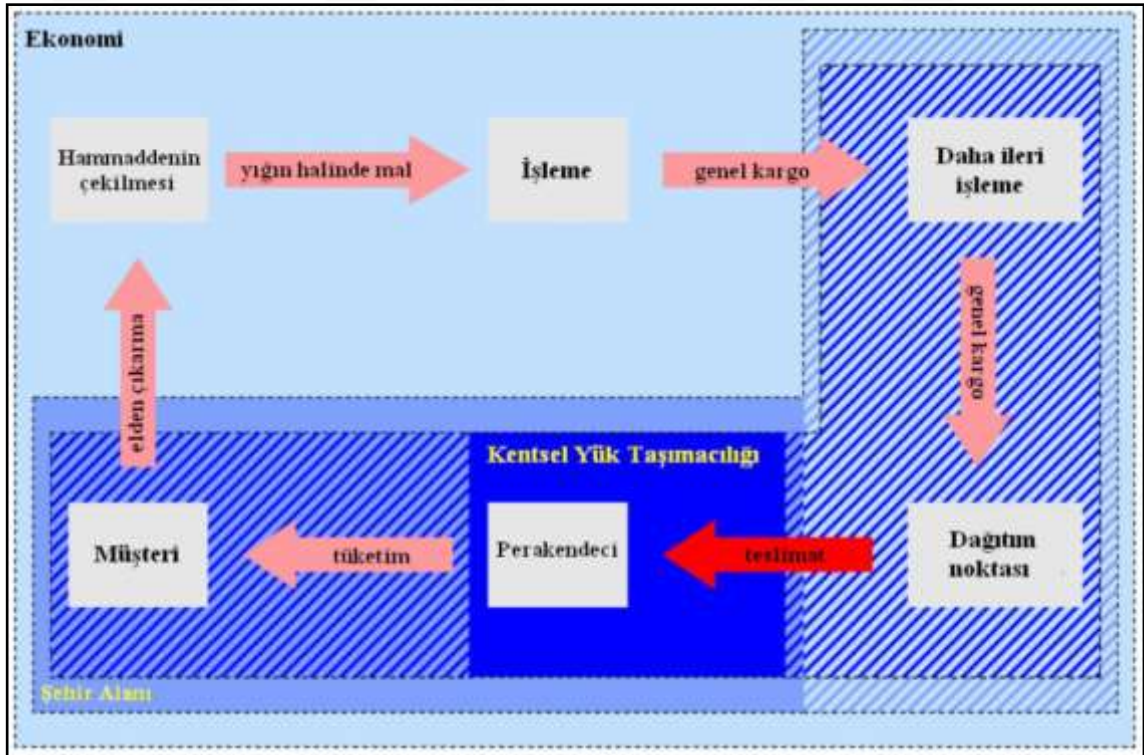 Ekonomi
Hammaddenin
çekilmesi
yığın halinde mal
İşleme
genel kargo
Daha ileri
işleme
genel kargo
elden çıkarma
Kentsel Yük Taşımacılığı
Müşteri
tüketim
Perakendeci
teslimat
Dağıtım
noktası
Şehir Alanı